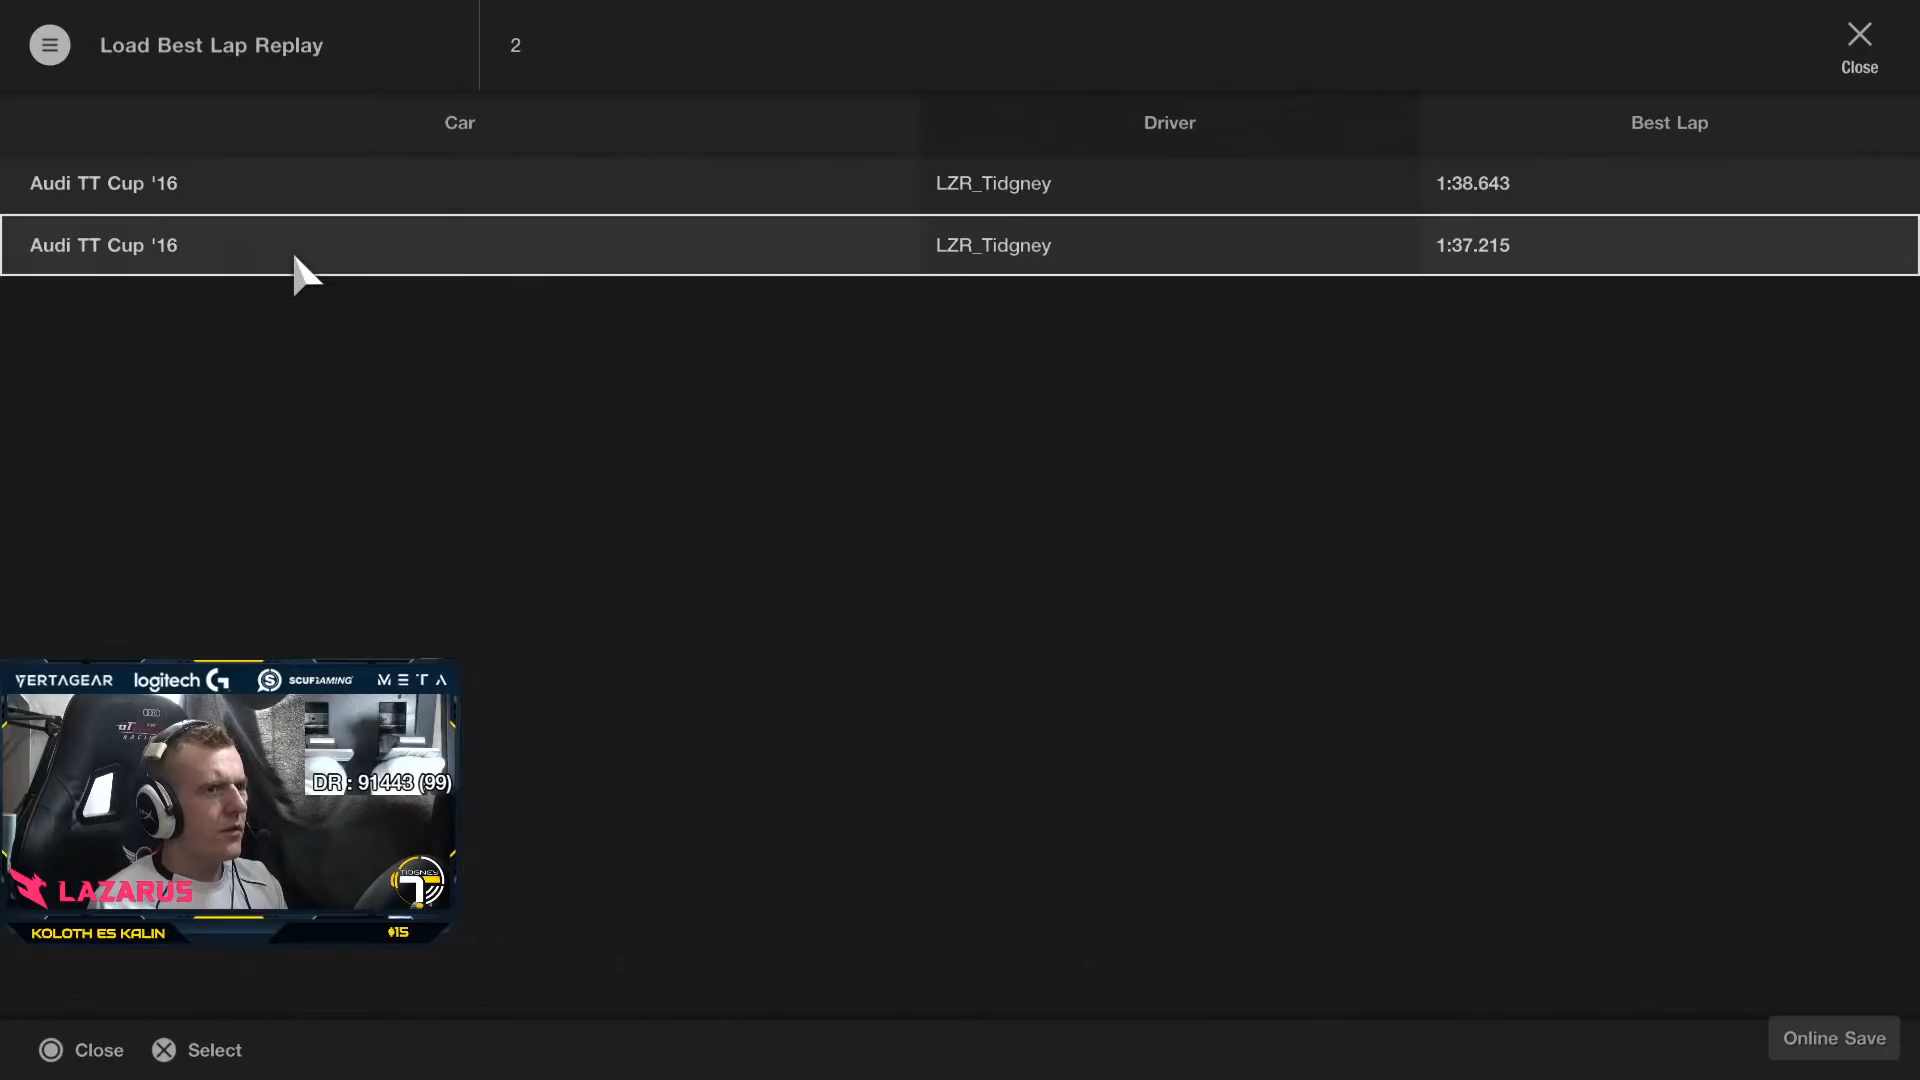 Load Best Lap Replay
2
Close
Car Driver Best Lap
Audi TT Cup '16 LZR_Tidgney 1:38.643
Audi TT Cup '16 LZR_Tidgney 1:37.215
VERTAGEAR logitech G S SCUFGAMING META
DR : 91443 (99)
TIDGNEY
LAZARUS
KOLOTH ES KALIN
15
Close Select
Online Save